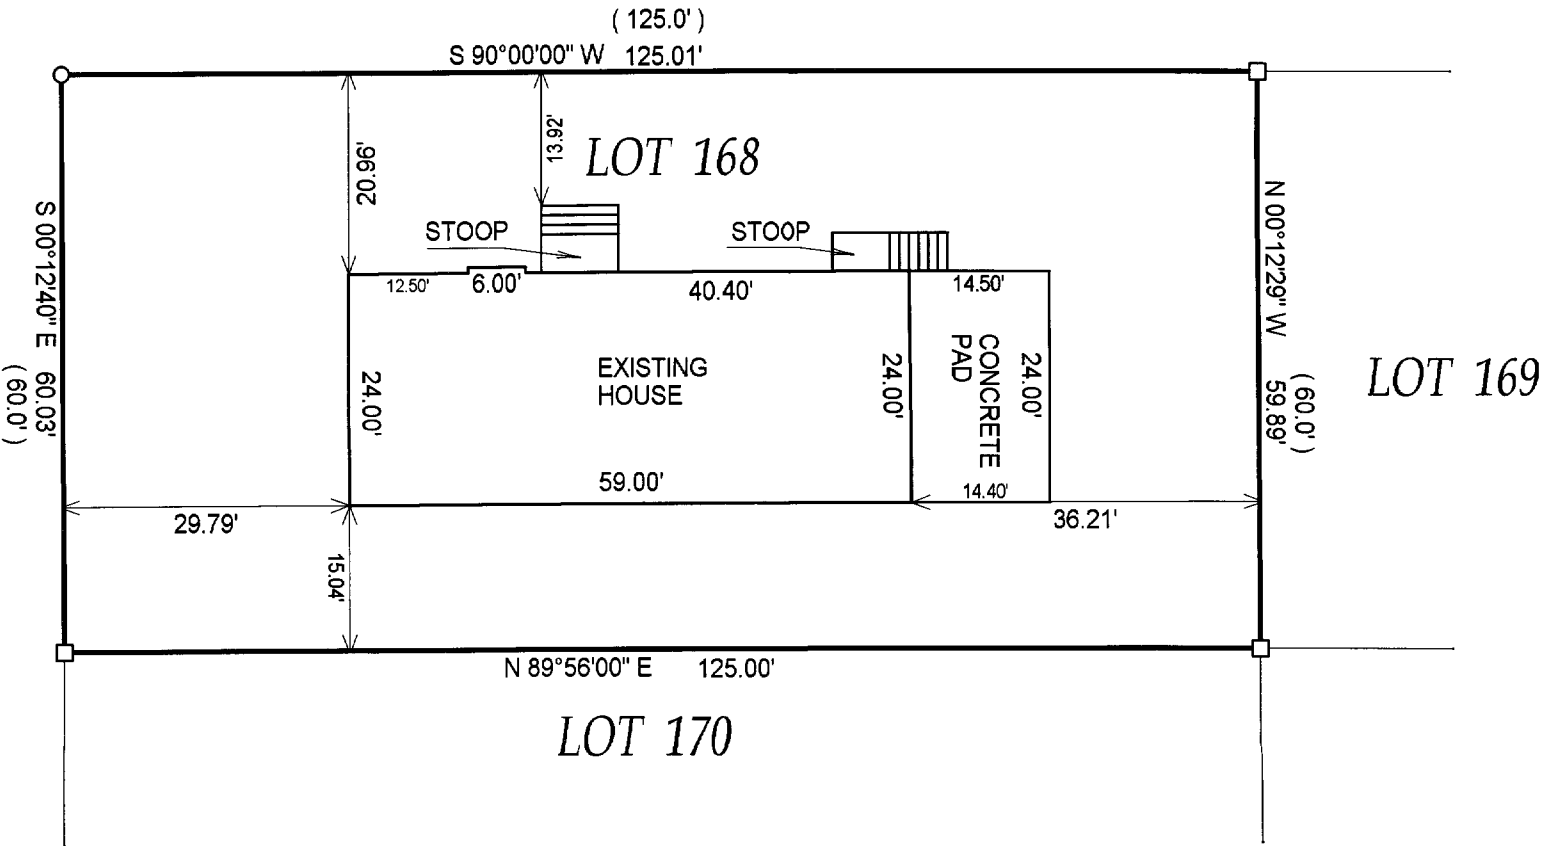 ( 125.0' )
S 90°00'00" W 125.01'
13.92'
LOT 168
20.96'
STOOP
STOOP
S 00°12'40" E 60.03'
( 60.0' )
N 00°12'29" W 59.89'
( 60.0' )
12.50'
6.00'
40.40'
14.50'
EXISTING
HOUSE
24.00'
24.00'
CONCRETE
PAD
24.00'
LOT 169
59.00'
14.40'
29.79'
36.21'
15.04'
N 89°56'00" E 125.00'
LOT 170